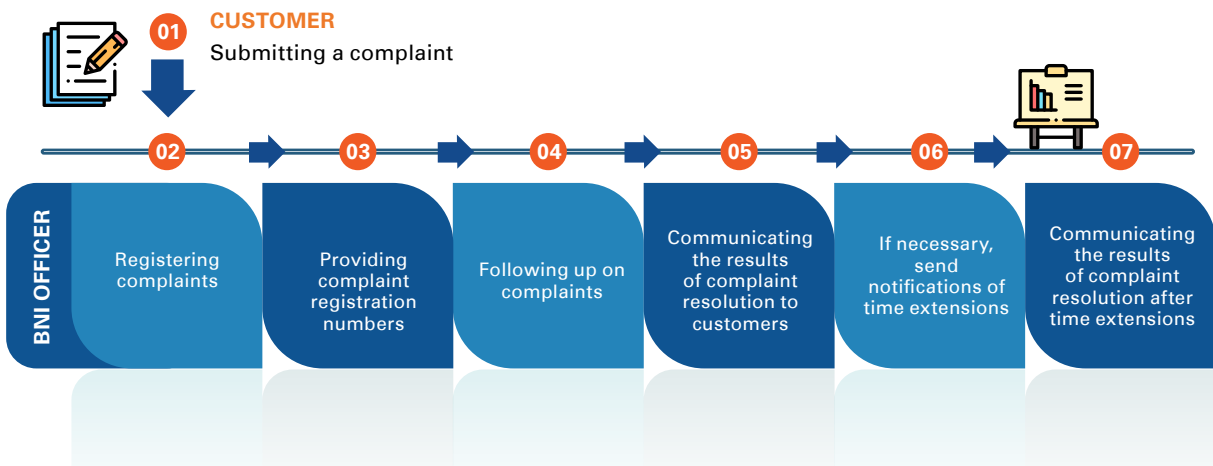 01
CUSTOMER
Submitting a complaint
02
03
04
05
06
07
BNI OFFICER
Registering
complaints
Providing
complaint
registration
numbers
Following up on
complaints
Communicating
the results
of complaint
resolution to
customers
If necessary,
send
notifications of
time extensions
Communicating
the results
of complaint
resolution after
time extensions